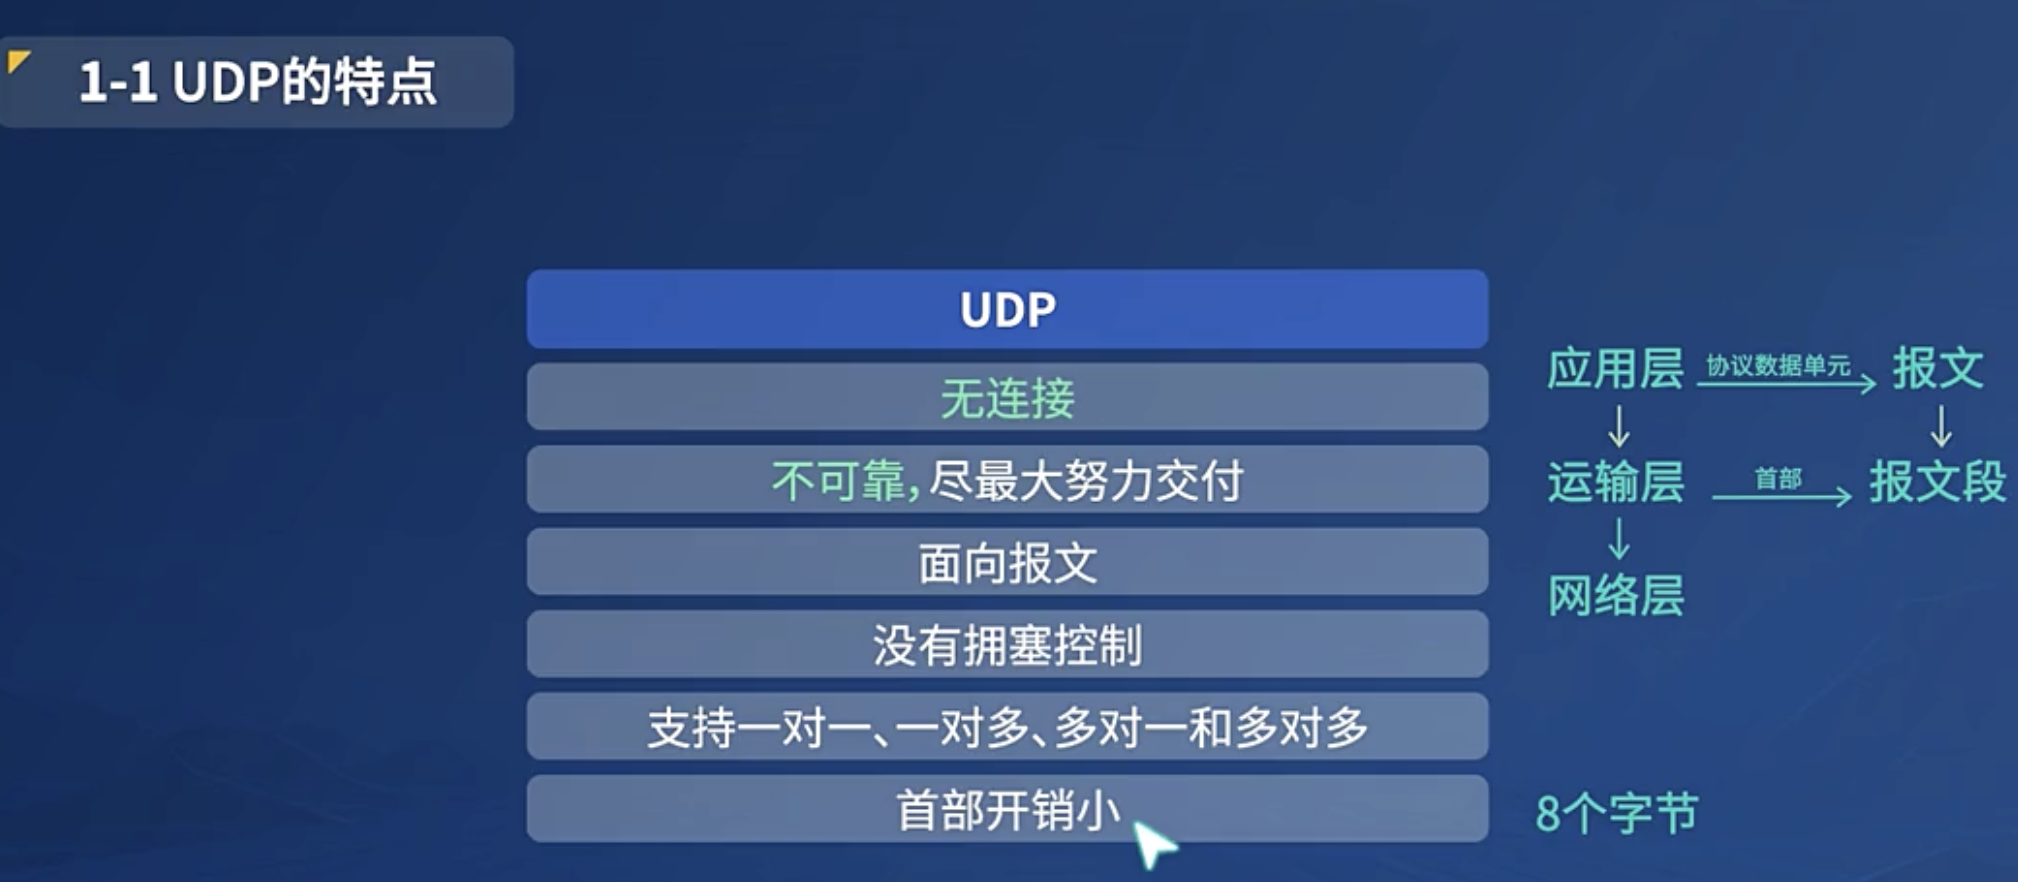 1-1 UDP的特点
UDP
无连接
不可靠，尽最大努力交付
面向报文
没有拥塞控制
支持一对一、一对多、多对一和多对多
首部开销小
应用层 协议数据单元 报文
运输层 首部 报文段
网络层
8个字节